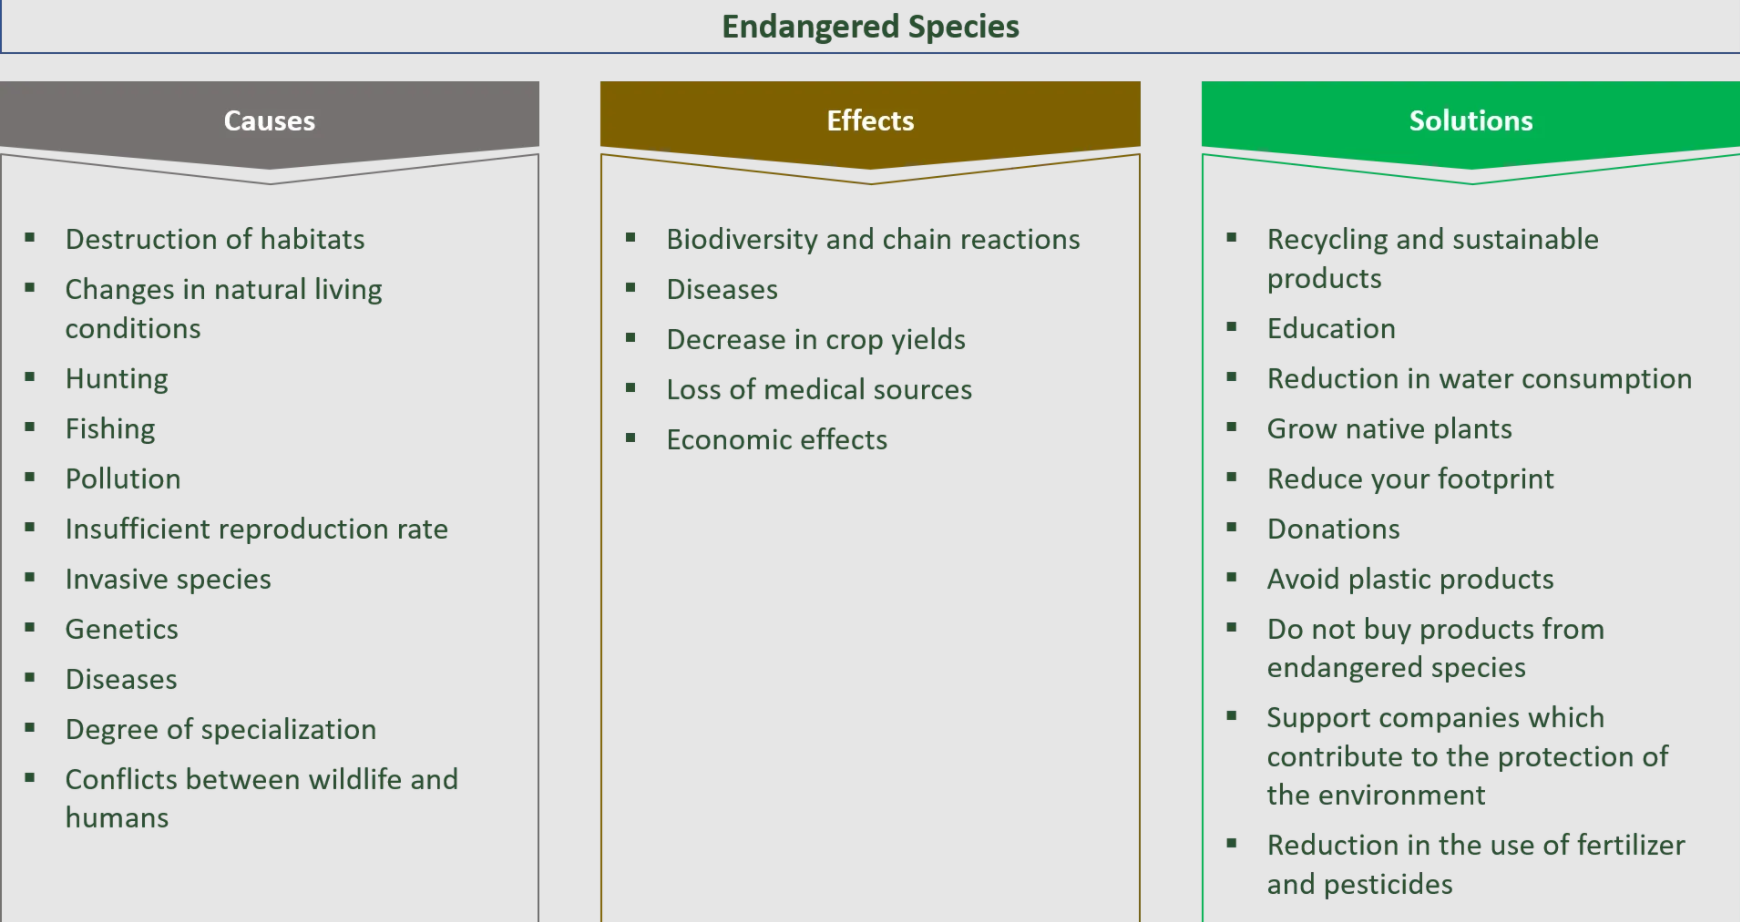 Endangered Species
Causes
▪ Destruction of habitats
▪ Changes in natural living
conditions
▪ Hunting
▪ Fishing
▪ Pollution
▪ Insufficient reproduction rate
▪ Invasive species
▪ Genetics
▪ Diseases
▪ Degree of specialization
▪ Conflicts between wildlife and
humans
Effects
▪ Biodiversity and chain reactions
▪ Diseases
▪ Decrease in crop yields
▪ Loss of medical sources
▪ Economic effects
Solutions
▪ Recycling and sustainable
products
▪ Education
▪ Reduction in water consumption
▪ Grow native plants
▪ Reduce your footprint
▪ Donations
▪ Avoid plastic products
▪ Do not buy products from
endangered species
▪ Support companies which
contribute to the protection of
the environment
▪ Reduction in the use of fertilizer
and pesticides